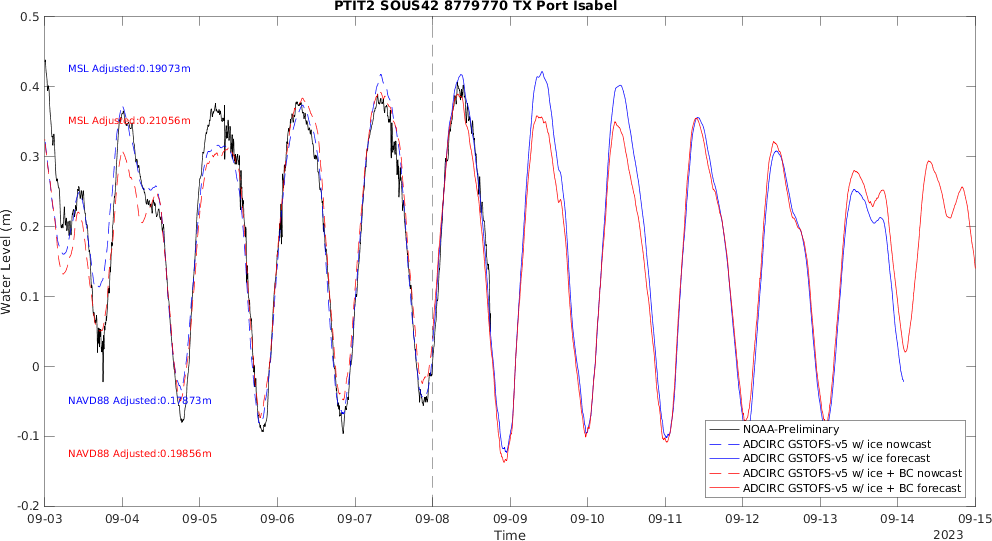 PTIT2 SOUS42 8779770 TX Port Isabel
0.5
0.4
0.3
0.2
0.1
0
-0.1
-0.2
Water Level (m)
MSL Adjusted:0.19073m
MSL Adjusted:0.21056m
NAVD88 Adjusted:0.17873m
NAVD88 Adjusted:0.19856m
NOAA-Preliminary
ADCIRC GSTOFS-v5 w/ ice nowcast
ADCIRC GSTOFS-v5 w/ ice forecast
ADCIRC GSTOFS-v5 w/ ice + BC nowcast
ADCIRC GSTOFS-v5 w/ ice + BC forecast
09-03 09-04 09-05 09-06 09-07 09-08 09-09 09-10 09-11 09-12 09-13 09-14 09-15
Time
2023